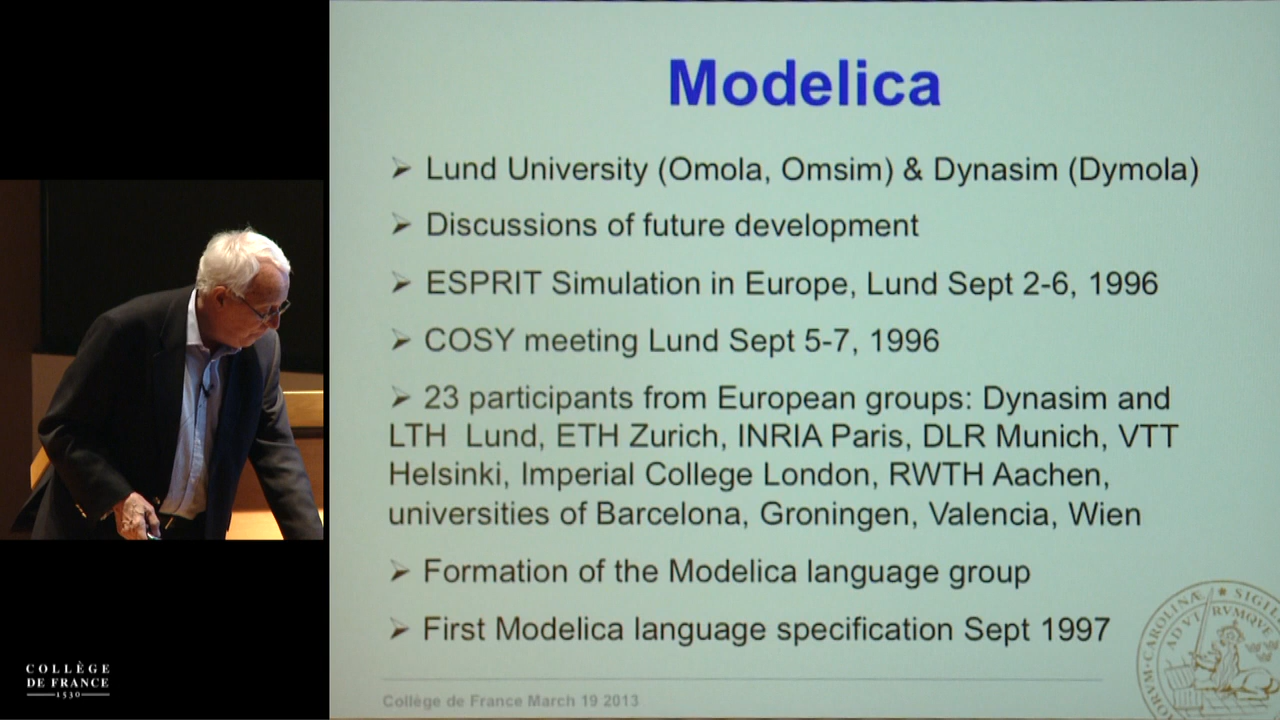 Modelica
➢ Lund University (Omola, Omsim) & Dynasim (Dymola)
➢ Discussions of future development
➢ ESPRIT Simulation in Europe, Lund Sept 2-6, 1996
➢ COSY meeting Lund Sept 5-7, 1996
➢ 23 participants from European groups: Dynasim and
LTH Lund, ETH Zurich, INRIA Paris, DLR Munich, VTT
Helsinki, Imperial College London, RWTH Aachen,
universities of Barcelona, Groningen, Valencia, Wien
➢ Formation of the Modelica language group
➢ First Modelica language specification Sept 1997
Collège de France March 19 2013
COLLÈGE
DE FRANCE
1530